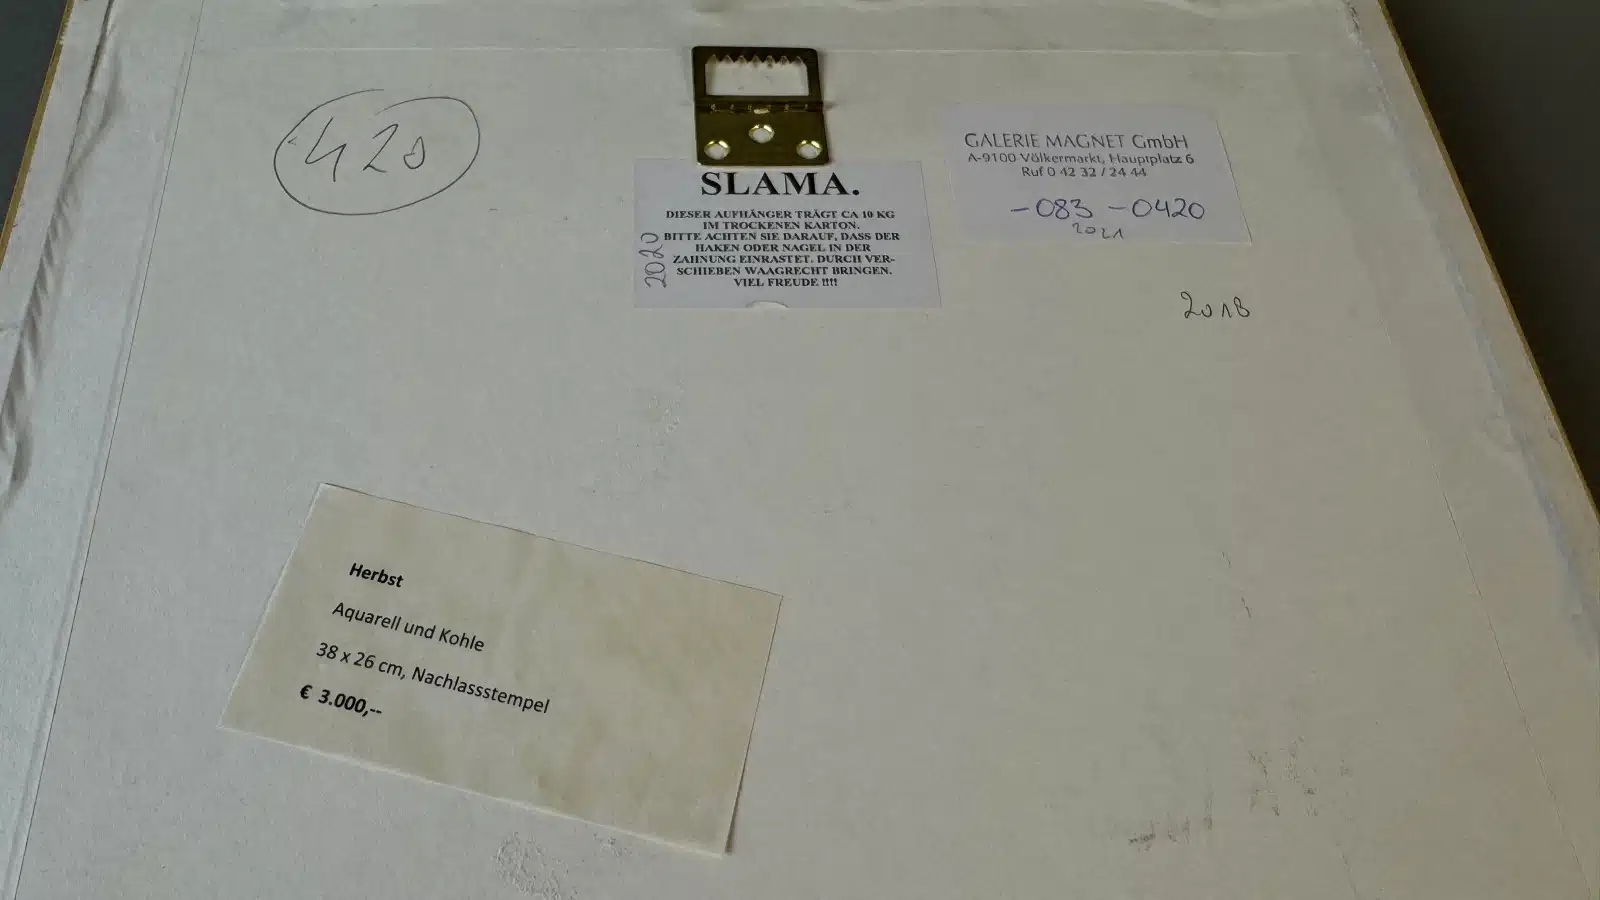 420
SLAMA.
DIESER AUFHÄNGER TRÄGT CA 10 KG
IM TROCKENEN KARTON.
BITTE ACHTEN SIE DARAUF, DASS DER
HAKEN ODER NAGEL IN DER
ZAHNUNG EINRASTET. DURCH VER-
SCHIEBEN WAAGRECHT BRINGEN.
VIEL FREUDE !!!!
2020
GALERIE MAGNET GmbH
A-9100 Völkermarkt, Hauptplatz 6
Ruf 0 42 32 / 24 44
-083 -0420
2021
2018
Herbst
Aquarell und Kohle
38 x 26 cm, Nachlassstempel
€ 3.000,--